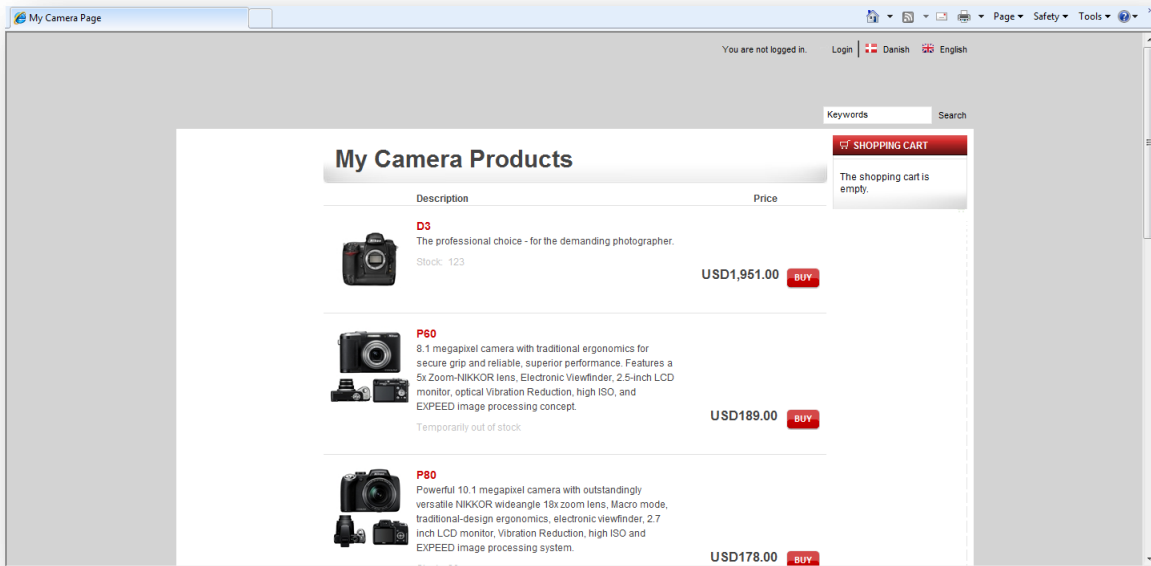 My Camera Page
Page
Safety
Tools
You are not logged in.
Login
Danish
English
Keywords
Search
My Camera Products
SHOPPING CART
The shopping cart is
empty.
Description
Price
D3
The professional choice - for the demanding photographer.
Stock: 123
USD1,951.00
BUY
P60
8.1 megapixel camera with traditional ergonomics for
secure grip and reliable, superior performance. Features a
5x Zoom-NIKKOR lens, Electronic Viewfinder, 2.5-inch LCD
monitor, optical Vibration Reduction, high ISO, and
EXPEED image processing concept.
Temporarily out of stock
USD189.00
BUY
P80
Powerful 10.1 megapixel camera with outstandingly
versatile NIKKOR wideangle 18x zoom lens, Macro mode,
traditional-design ergonomics, electronic viewfinder, 2.7
inch LCD monitor, Vibration Reduction, high ISO and
EXPEED image processing system.
USD178.00
BUY